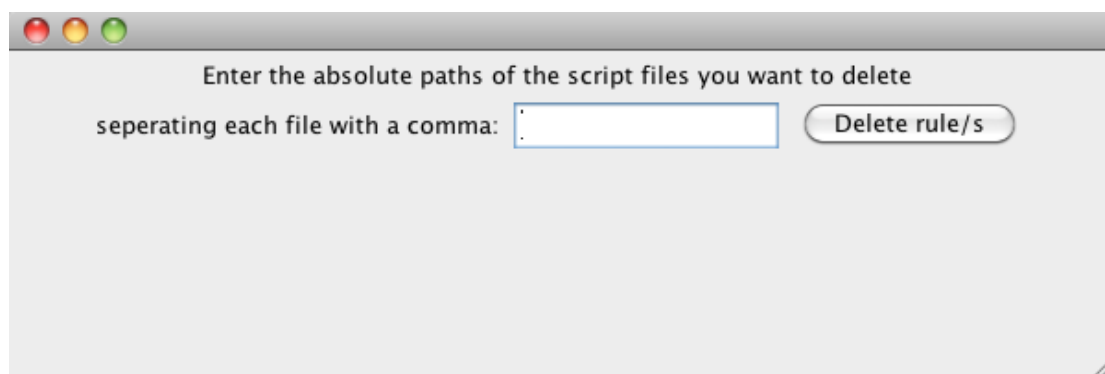 Enter the absolute paths of the script files you want to delete
seperating each file with a comma: Delete rule/s